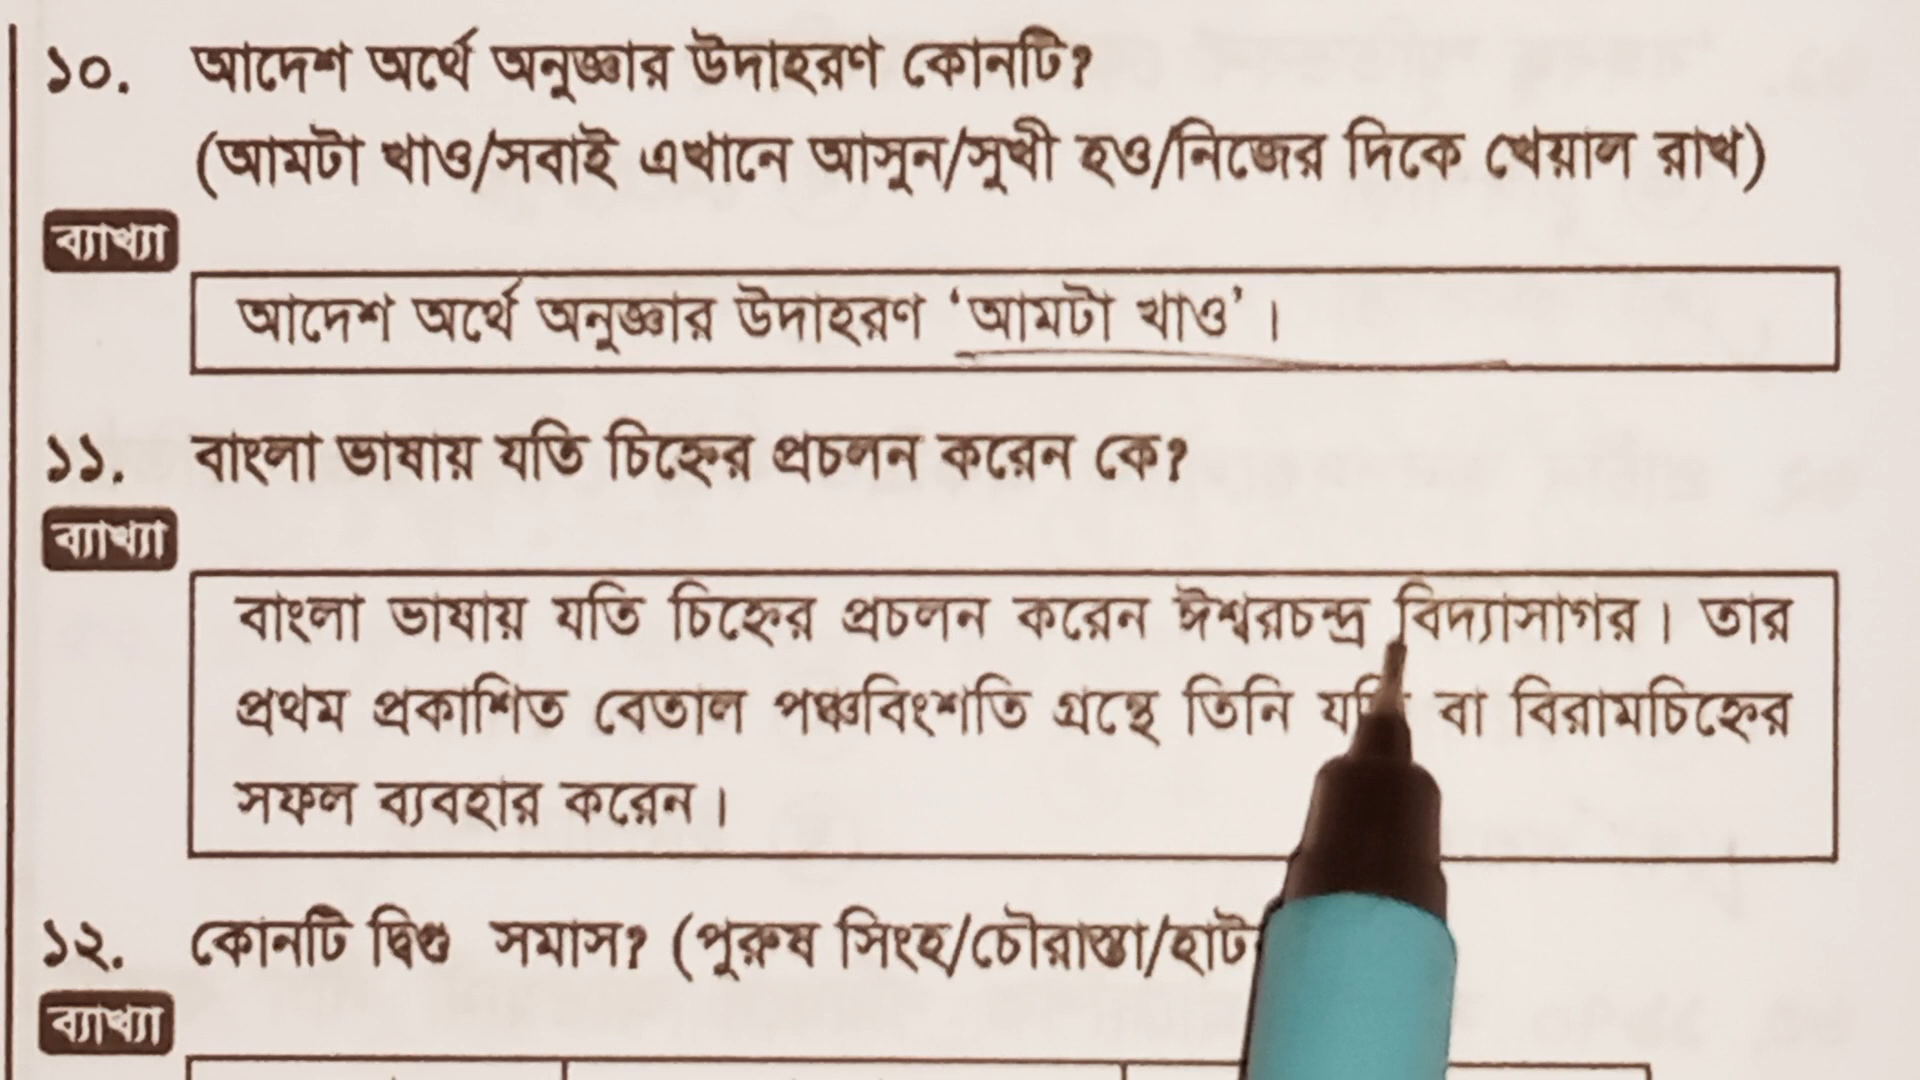 ১০. আদেশ অর্থে অনুজ্ঞার উদাহরণ কোনটি?
(আমটা খাও/সবাই এখানে আসুন/সুখী হও/নিজের দিকে খেয়াল রাখ)
ব্যাখ্যা
আদেশ অর্থে অনুজ্ঞার উদাহরণ ‘আমটা খাও’।
১১. বাংলা ভাষায় যতি চিহ্নের প্রচলন করেন কে?
ব্যাখ্যা
বাংলা ভাষায় যতি চিহ্নের প্রচলন করেন ঈশ্বরচন্দ্র বিদ্যাসাগর। তার
প্রথম প্রকাশিত বেতাল পঞ্চবিংশতি গ্রন্থে তিনি যতি বা বিরামচিহ্নের
সফল ব্যবহার করেন।
১২. কোনটি দ্বিগু সমাস? (পুরুষ সিংহ/চৌরাস্তা/হাট
ব্যাখ্যা